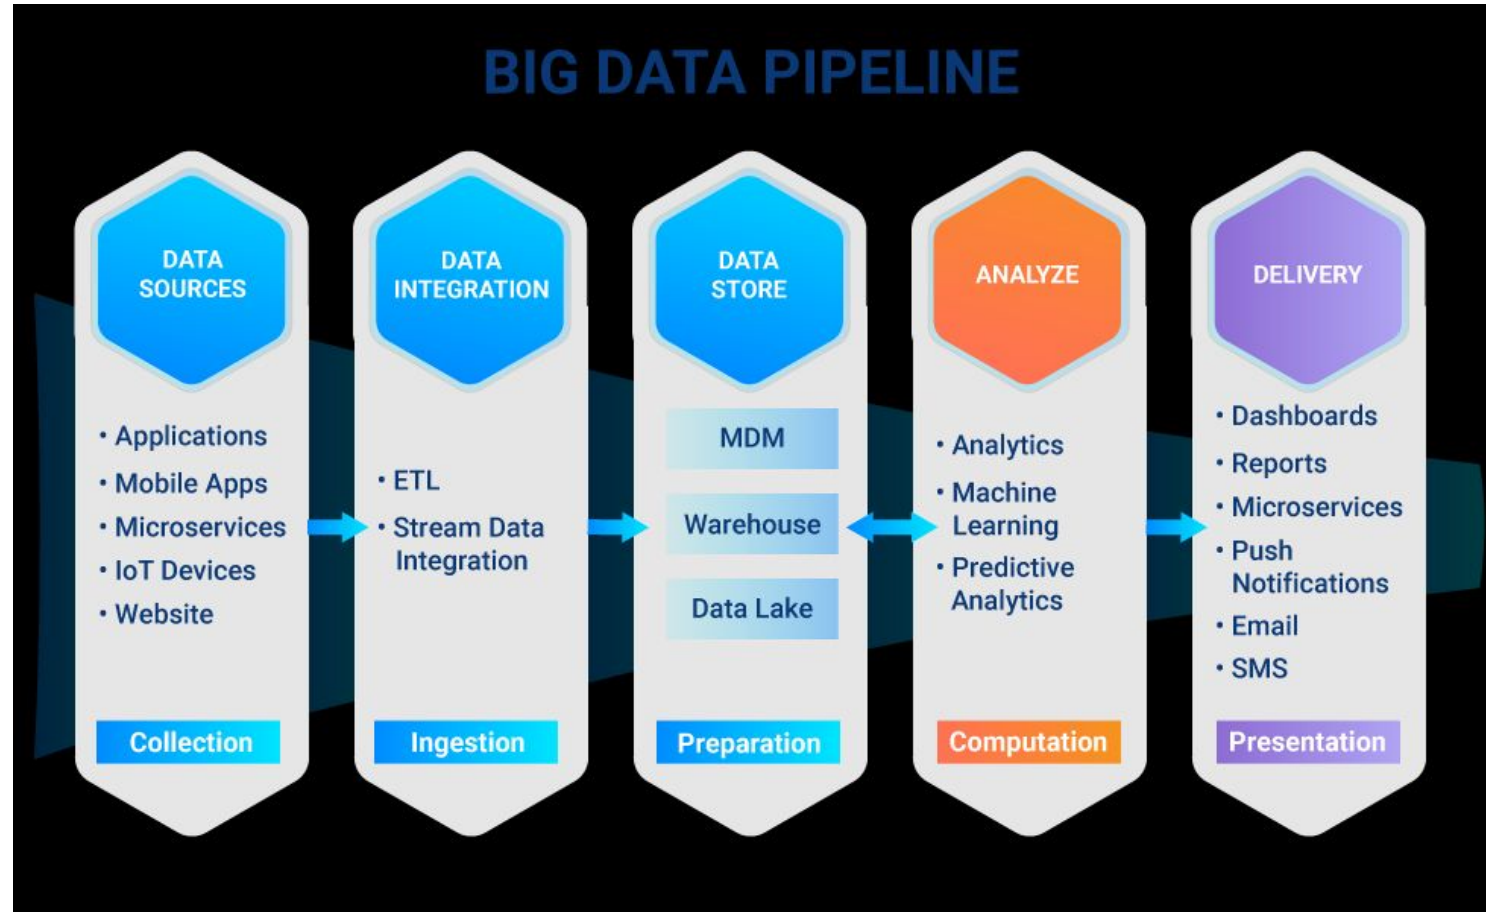 BIG DATA PIPELINE
DATA
SOURCES
• Applications
• Mobile Apps
• Microservices
• IoT Devices
• Website
Collection
DATA
INTEGRATION
• ETL
• Stream Data
Integration
Ingestion
DATA
STORE
MDM
Warehouse
Data Lake
Preparation
ANALYZE
• Analytics
• Machine
Learning
• Predictive
Analytics
Computation
DELIVERY
• Dashboards
• Reports
• Microservices
• Push
Notifications
• Email
• SMS
Presentation